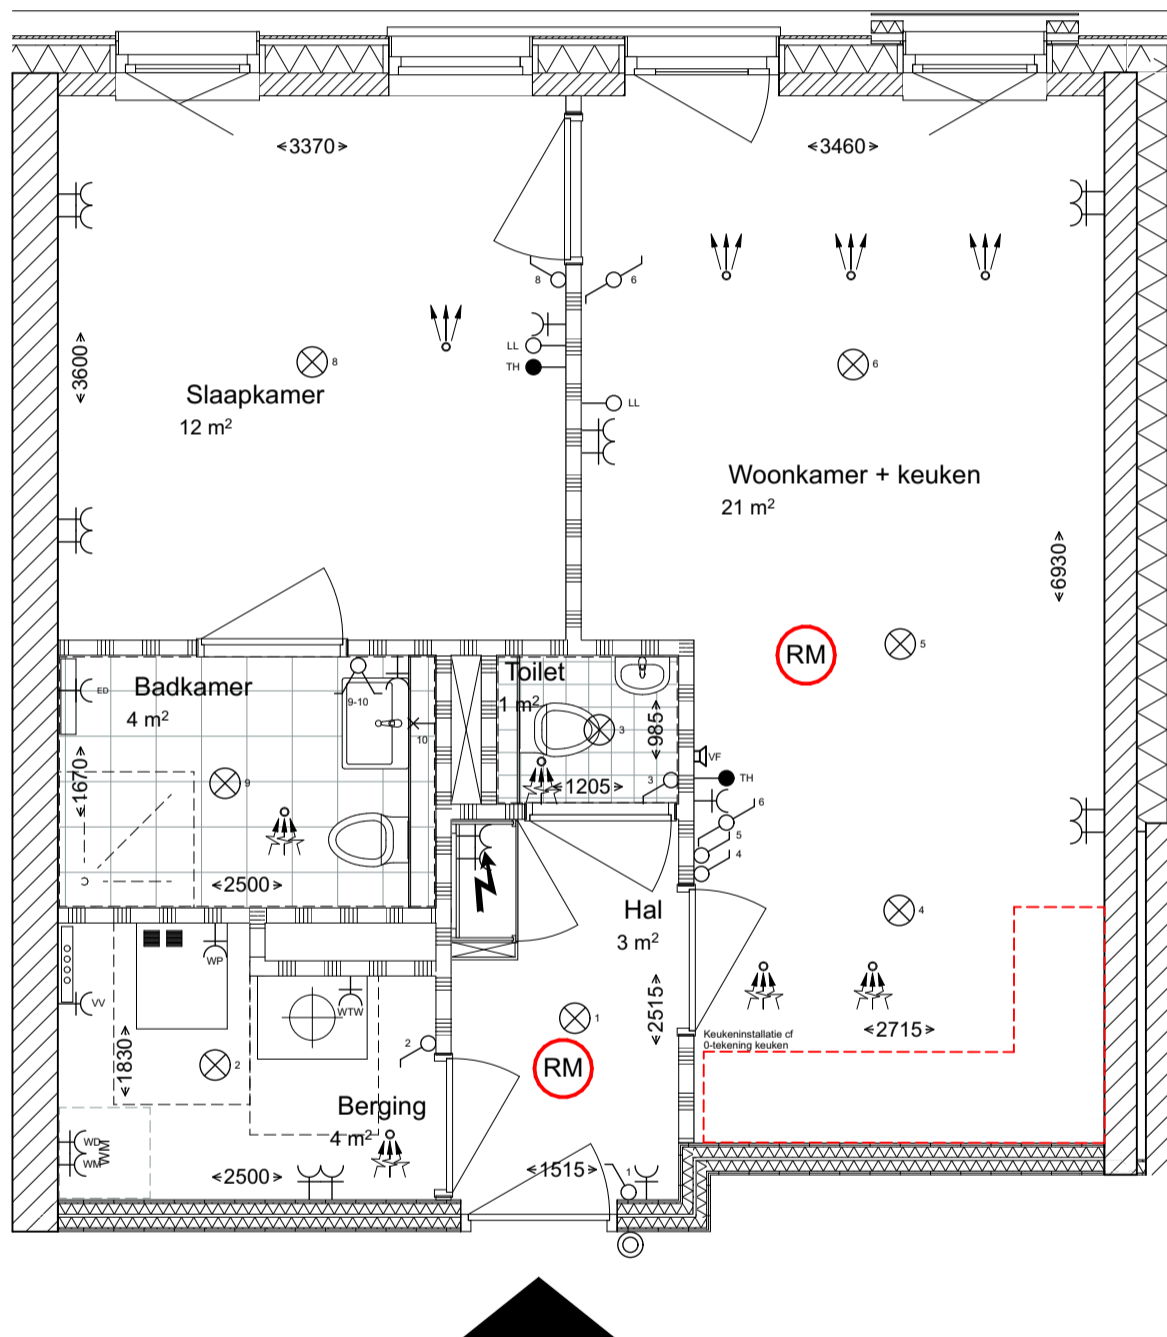 <3370>
<3460>
8
6
LL
TH
8
6
<3600>
Slaapkamer
12 m²
LL
Woonkamer + keuken
21 m²
<6930>
RM
5
Toilet
1 m²
Badkamer
4 m²
ED
9-10
10
3
<985>
VF
TH
3
6
<1670>
9
<1205>
5
4
<2500>
Hal
3 m²
4
WP
VV
WTW
1
<2515>
2
<2715>
Keukeninstallatie cf
0-tekening keuken
<1830>
2
RM
Berging
4 m²
WD
WM
WM
<2500>
<1515>
1